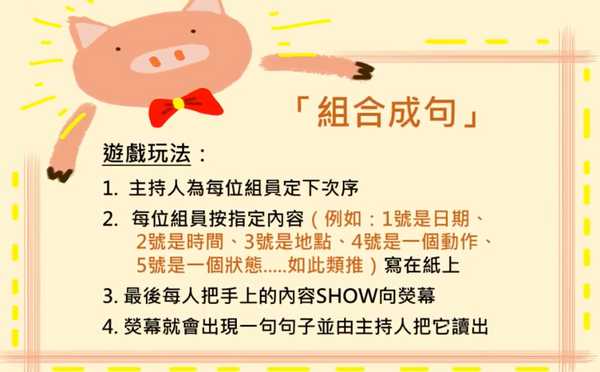 「組合成句」
遊戲玩法：
1. 主持人為每位組員定下次序
2. 每位組員按指定內容（例如：1號是日期、
2號是時間、3號是地點、4號是一個動作、
5號是一個狀態.....如此類推）寫在紙上
3. 最後每人把手上的內容SHOW向熒幕
4. 熒幕就會出現一句句子並由主持人把它讀出